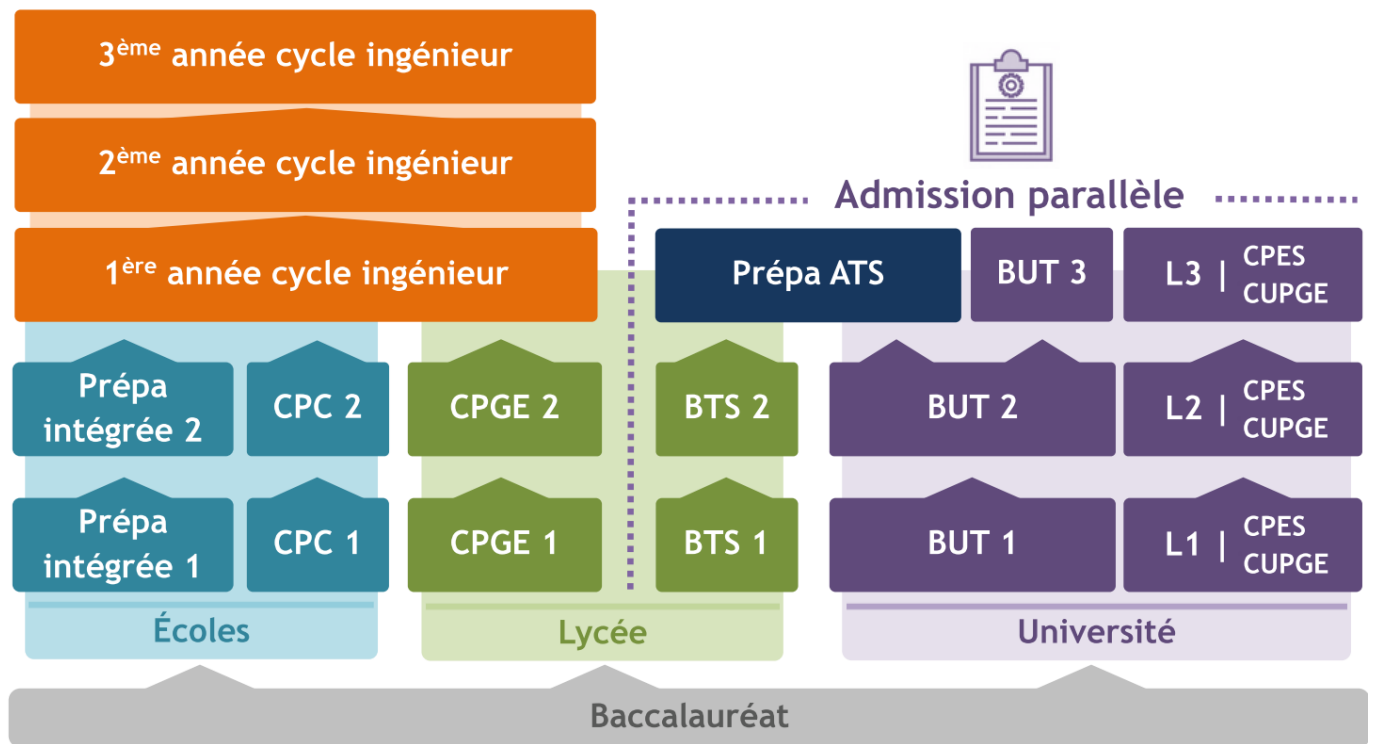 3ème année cycle ingénieur
2ème année cycle ingénieur
Admission parallèle
1ère année cycle ingénieur
Prépa ATS
BUT 3
L3 | CPES
CUPGE
Prépa
intégrée 2
CPC 2
CPGE 2
BTS 2
BUT 2
L2 | CPES
CUPGE
Prépa
intégrée 1
CPC 1
CPGE 1
BTS 1
BUT 1
L1 | CPES
CUPGE
Écoles
Lycée
Université
Baccalauréat